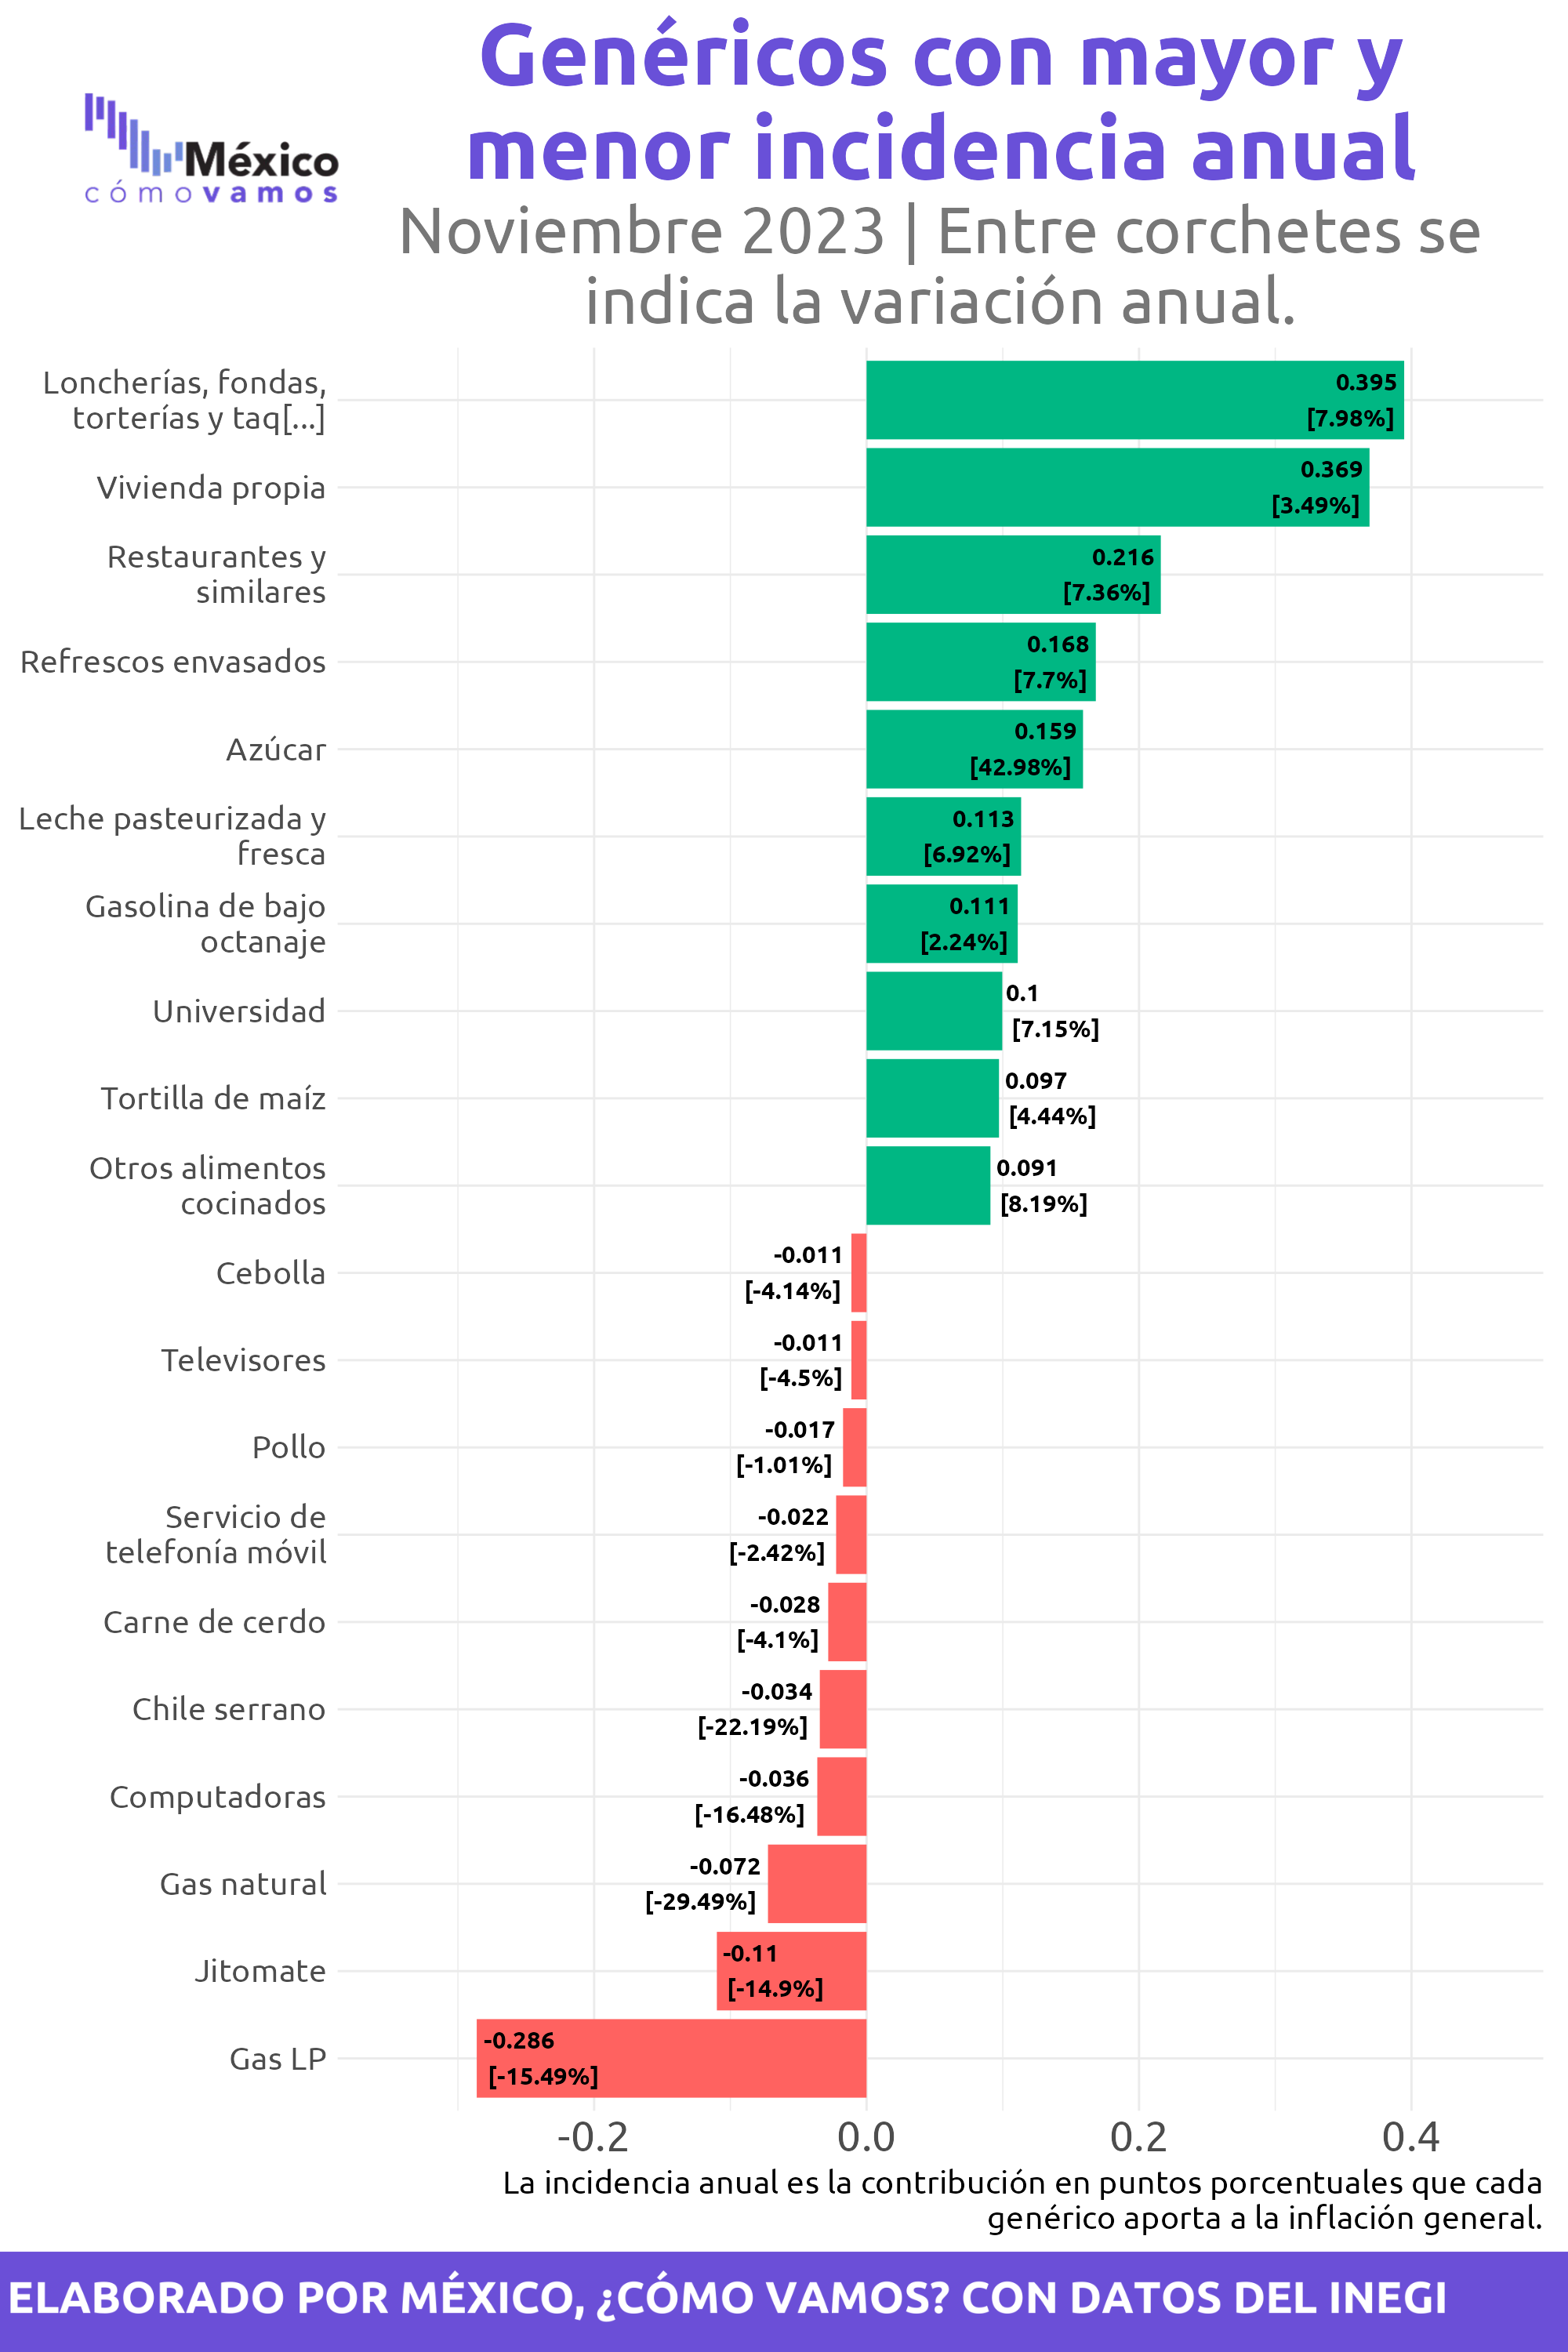 Genéricos con mayor y
menor incidencia anual
México
cómovamos
Noviembre 2023 | Entre corchetes se
indica la variación anual.
Loncherías, fondas,
torterías y taq[...]
0.395
[7.98%]
Vivienda propia
0.369
[3.49%]
Restaurantes y
similares
0.216
[7.36%]
Refrescos envasados
0.168
[7.7%]
Azúcar
0.159
[42.98%]
Leche pasteurizada y
fresca
0.113
[6.92%]
Gasolina de bajo
octanaje
0.111
[2.24%]
Universidad
0.1
[7.15%]
Tortilla de maíz
0.097
[4.44%]
Otros alimentos
cocinados
0.091
[8.19%]
Cebolla
-0.011
[-4.14%]
Televisores
-0.011
[-4.5%]
Pollo
-0.017
[-1.01%]
Servicio de
telefonía móvil
-0.022
[-2.42%]
Carne de cerdo
-0.028
[-4.1%]
Chile serrano
-0.034
[-22.19%]
Computadoras
-0.036
[-16.48%]
Gas natural
-0.072
[-29.49%]
Jitomate
-0.11
[-14.9%]
Gas LP
-0.286
[-15.49%]
-0.2 0.0 0.2 0.4
La incidencia anual es la contribución en puntos porcentuales que cada
genérico aporta a la inflación general.
ELABORADO POR MÉXICO, ¿CÓMO VAMOS? CON DATOS DEL INEGI